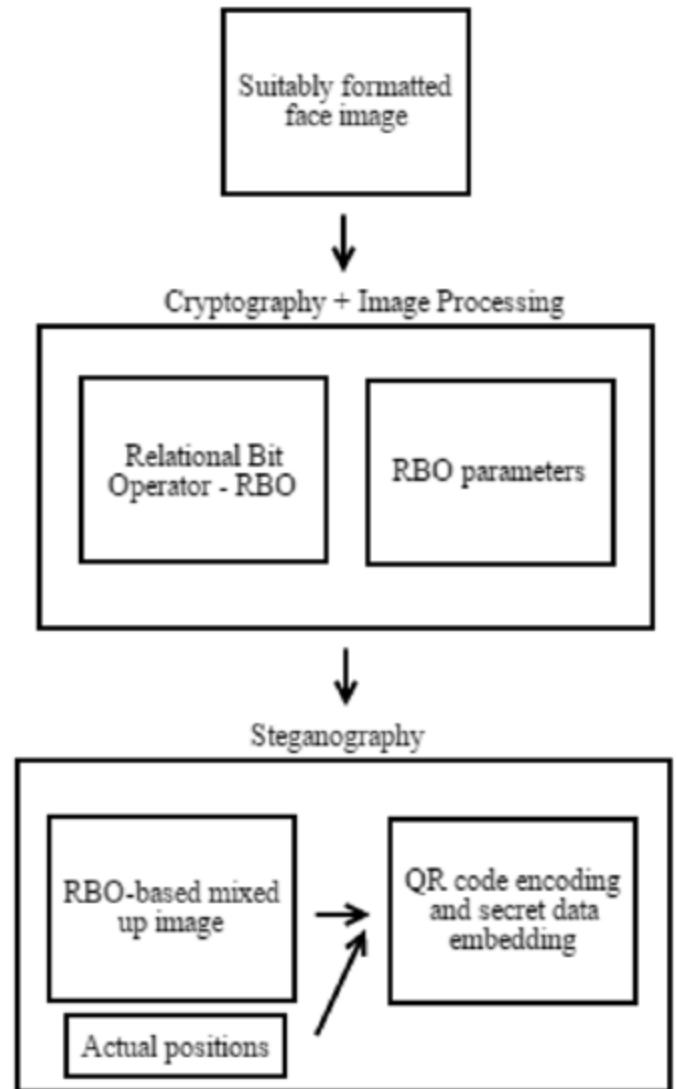 Suitably formatted
face image
Cryptography + Image Processing
Relational Bit
Operator - RBO
RBO parameters
Steganography
RBO-based mixed
up image
QR code encoding
and secret data
embedding
Actual positions